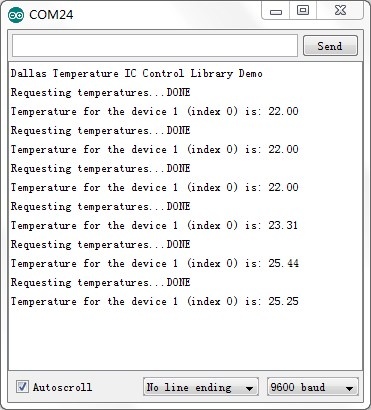 COM24
Send
Dallas Temperature IC Control Library Demo
Requesting temperatures...DONE
Temperature for the device 1 (index 0) is: 22.00
Requesting temperatures...DONE
Temperature for the device 1 (index 0) is: 22.00
Requesting temperatures...DONE
Temperature for the device 1 (index 0) is: 22.00
Requesting temperatures...DONE
Temperature for the device 1 (index 0) is: 23.31
Requesting temperatures...DONE
Temperature for the device 1 (index 0) is: 25.44
Requesting temperatures...DONE
Temperature for the device 1 (index 0) is: 25.25
Autoscroll No line ending 9600 baud